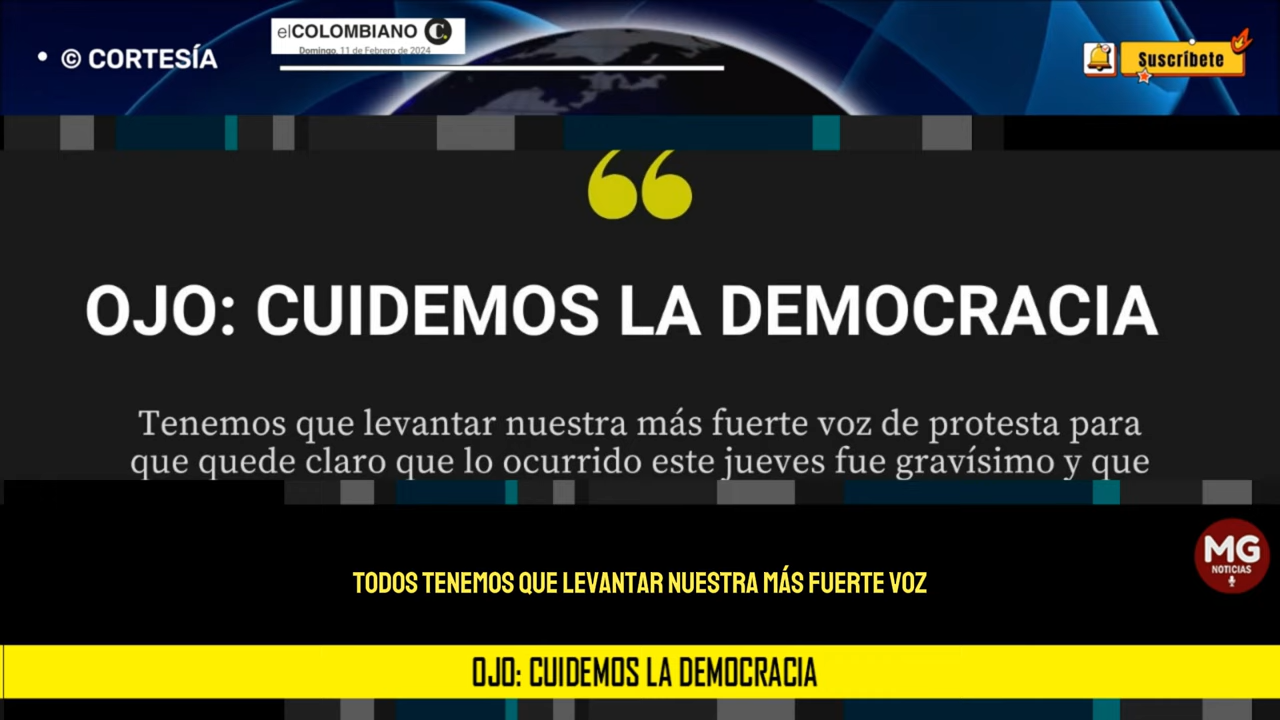 • © CORTESÍA
elCOLOMBIANO C
Domingo, 11 de Febrero de 2024
Suscríbete
“
OJO: CUIDEMOS LA DEMOCRACIA
Tenemos que levantar nuestra más fuerte voz de protesta para
que quede claro que lo ocurrido este jueves fue gravísimo y que
MG
NOTICIAS
TODOS TENEMOS QUE LEVANTAR NUESTRA MÁS FUERTE VOZ
OJO: CUIDEMOS LA DEMOCRACIA